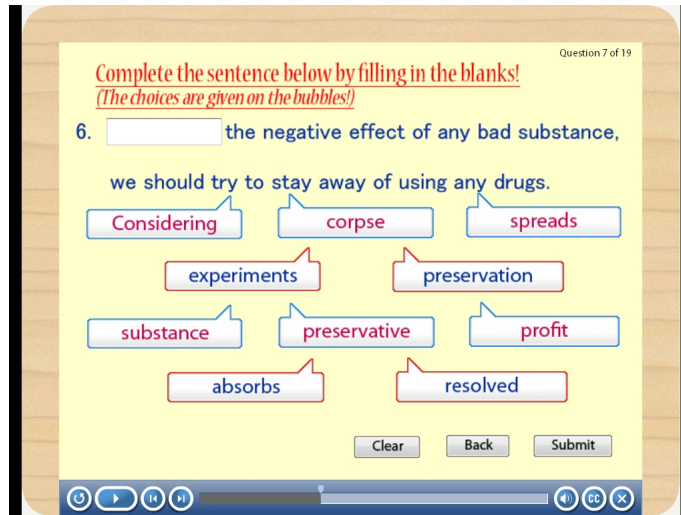 Question 7 of 19
Complete the sentence below by filling in the blanks!
(The choices are given on the bubbles!)
6. the negative effect of any bad substance,
we should try to stay away of using any drugs.
Considering corpse spreads
experiments preservation
substance preservative profit
absorbs resolved
Clear Back Submit
CC